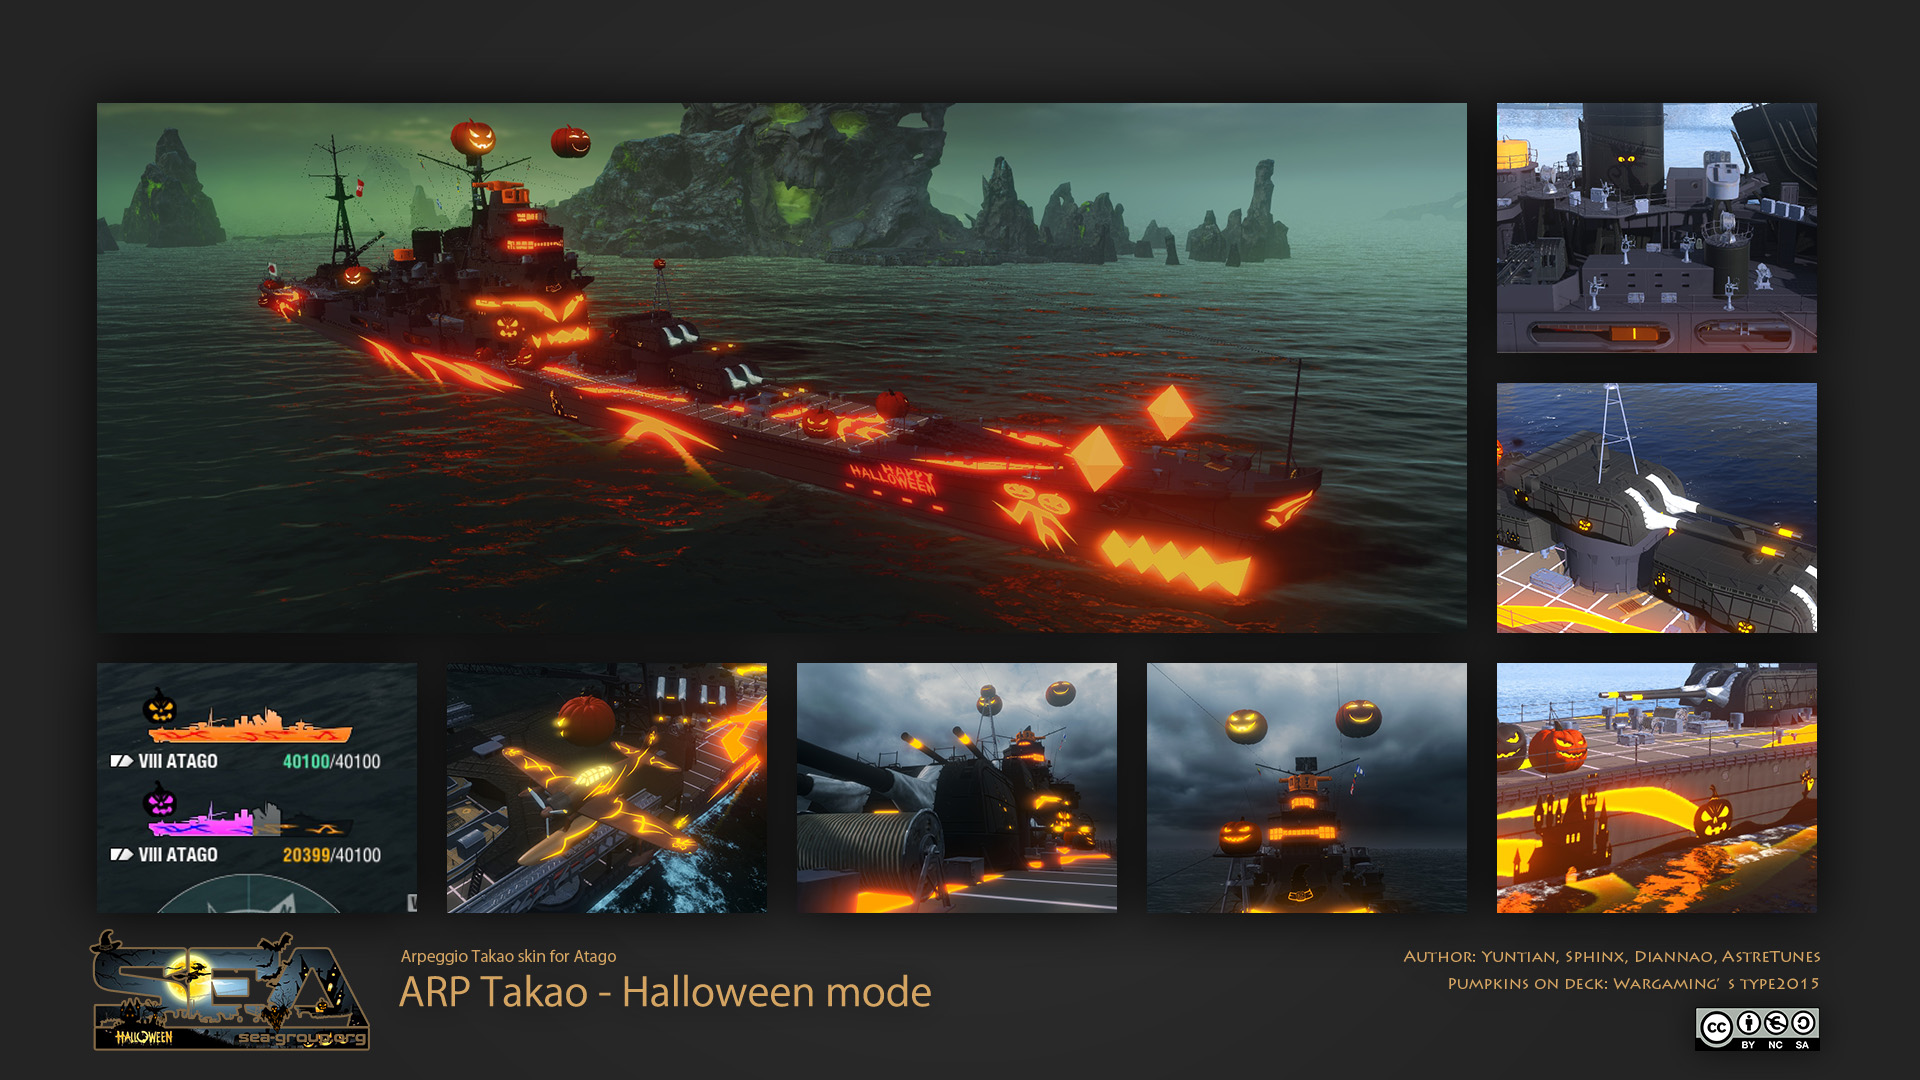 HAPPY
HALLOWEEN
VIII ATAGO 40100/40100
VIII ATAGO 20399/40100
N
SEA
HALLOWEEN
sea-group.org
Arpeggio Takao skin for Atago
ARP Takao - Halloween mode
Author: Yuntian, Sphinx, Diannao, AstreTunes
Pumpkins on deck: Wargaming' s type2015
cc
BY NC SA